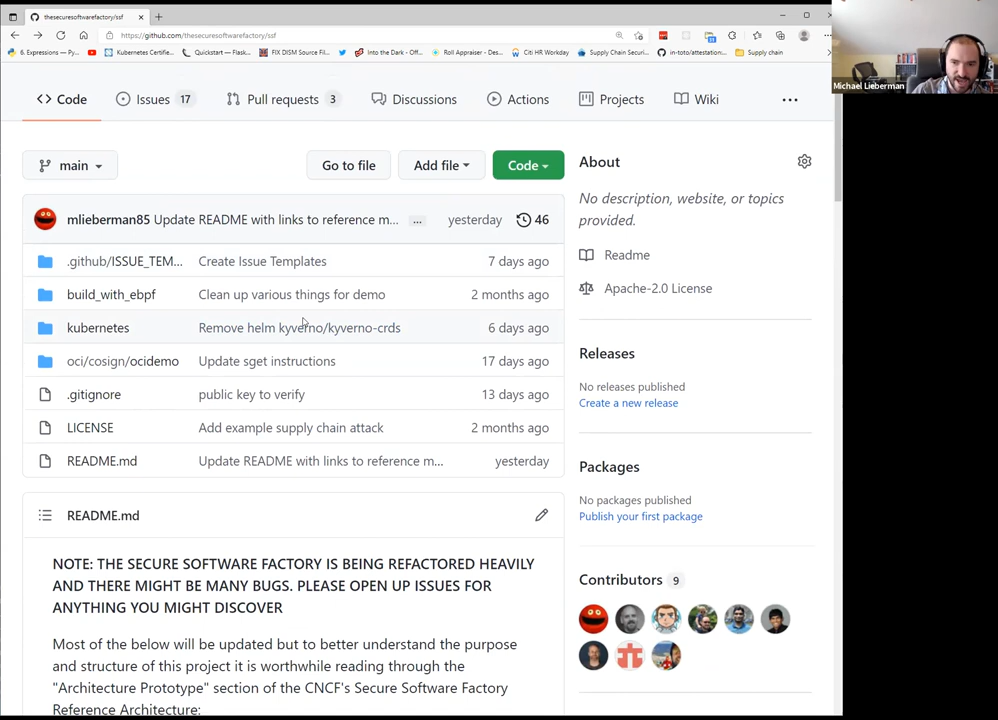 thesecuresoftwarefactory/ssf
https://github.com/thesecuresoftwarefactory/ssf
6. Expressions — Py...
Kubernetes Certifie...
Quickstart — Flask...
FIX DISM Source Fil...
Into the Dark - Off...
Roll Appraiser - Des...
Citi HR Workday
Supply Chain Securi...
in-toto/attestation...
Supply chain
Michael Lieberman
Code
Issues 17
Pull requests 3
Discussions
Actions
Projects
Wiki
...
main
Go to file
Add file
Code
mlieberman85 Update README with links to reference m... ... yesterday 46
.github/ISSUE_TEM... Create Issue Templates 7 days ago
build_with_ebpf Clean up various things for demo 2 months ago
kubernetes Remove helm kyverno/kyverno-crds 6 days ago
oci/cosign/ocidemo Update sget instructions 17 days ago
.gitignore public key to verify 13 days ago
LICENSE Add example supply chain attack 2 months ago
README.md Update README with links to reference m... yesterday
README.md
NOTE: THE SECURE SOFTWARE FACTORY IS BEING REFACTORED HEAVILY
AND THERE MIGHT BE MANY BUGS. PLEASE OPEN UP ISSUES FOR
ANYTHING YOU MIGHT DISCOVER
Most of the below will be updated but to better understand the purpose
and structure of this project it is worthwhile reading through the
"Architecture Prototype" section of the CNCF's Secure Software Factory
Reference Architecture:
About
No description, website, or topics
provided.
Readme
Apache-2.0 License
Releases
No releases published
Create a new release
Packages
No packages published
Publish your first package
Contributors 9